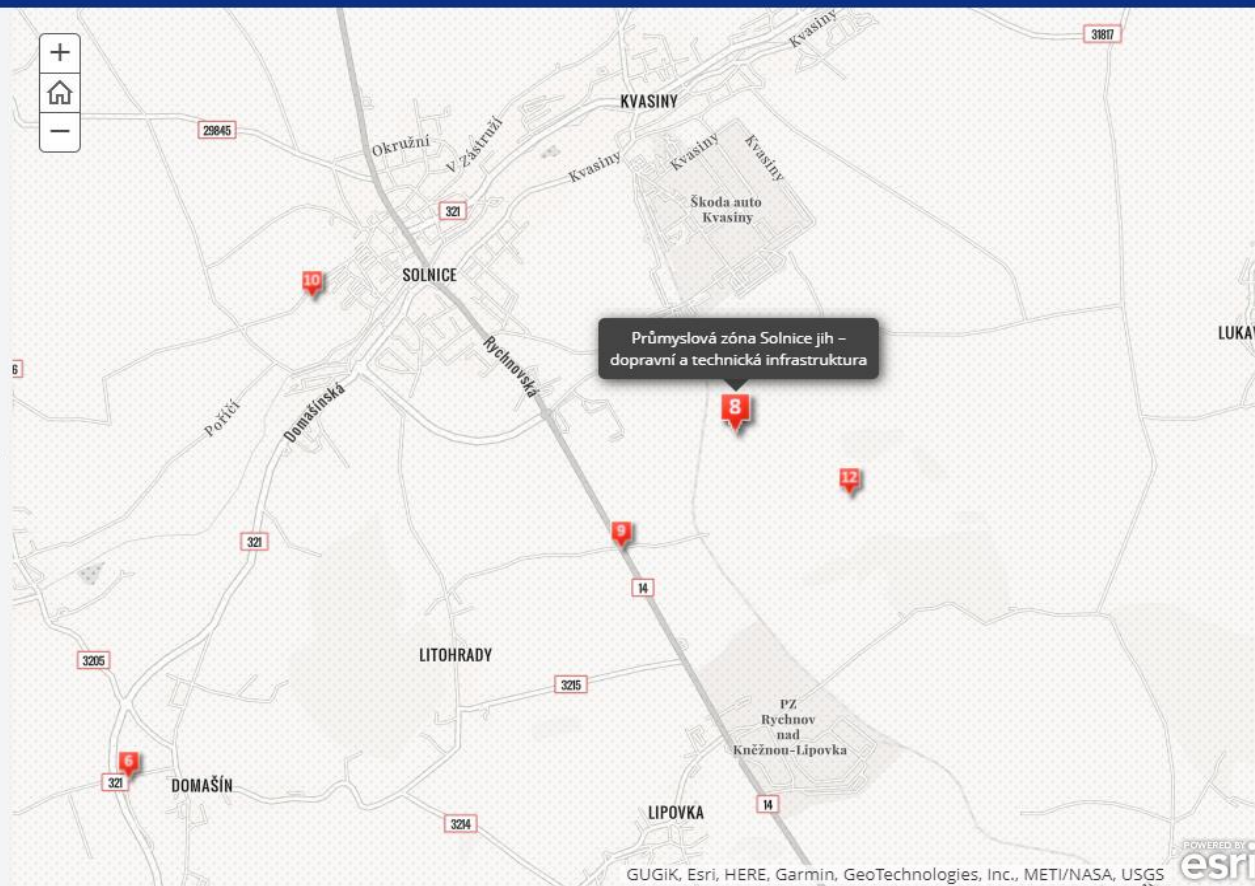 +
−
31817
Kvasiny
KVASINY
29845
Okružní
V Zástruží
Kvasiny
Kvasiny
Kvasiny
321
Škoda auto
Kvasiny
SOLNICE
10
Průmyslová zóna Solnice jih –
dopravní a technická infrastruktura
LUKAV
6
Rychnovská
8
Poříčí
Domašínská
12
9
321
14
LITOHRADY
3205
3215
PZ
Rychnov
nad
Kněžnou-Lipovka
6
321
DOMAŠÍN
14
LIPOVKA
3214
POWERED BY
esri
GUGiK, Esri, HERE, Garmin, GeoTechnologies, Inc., METI/NASA, USGS